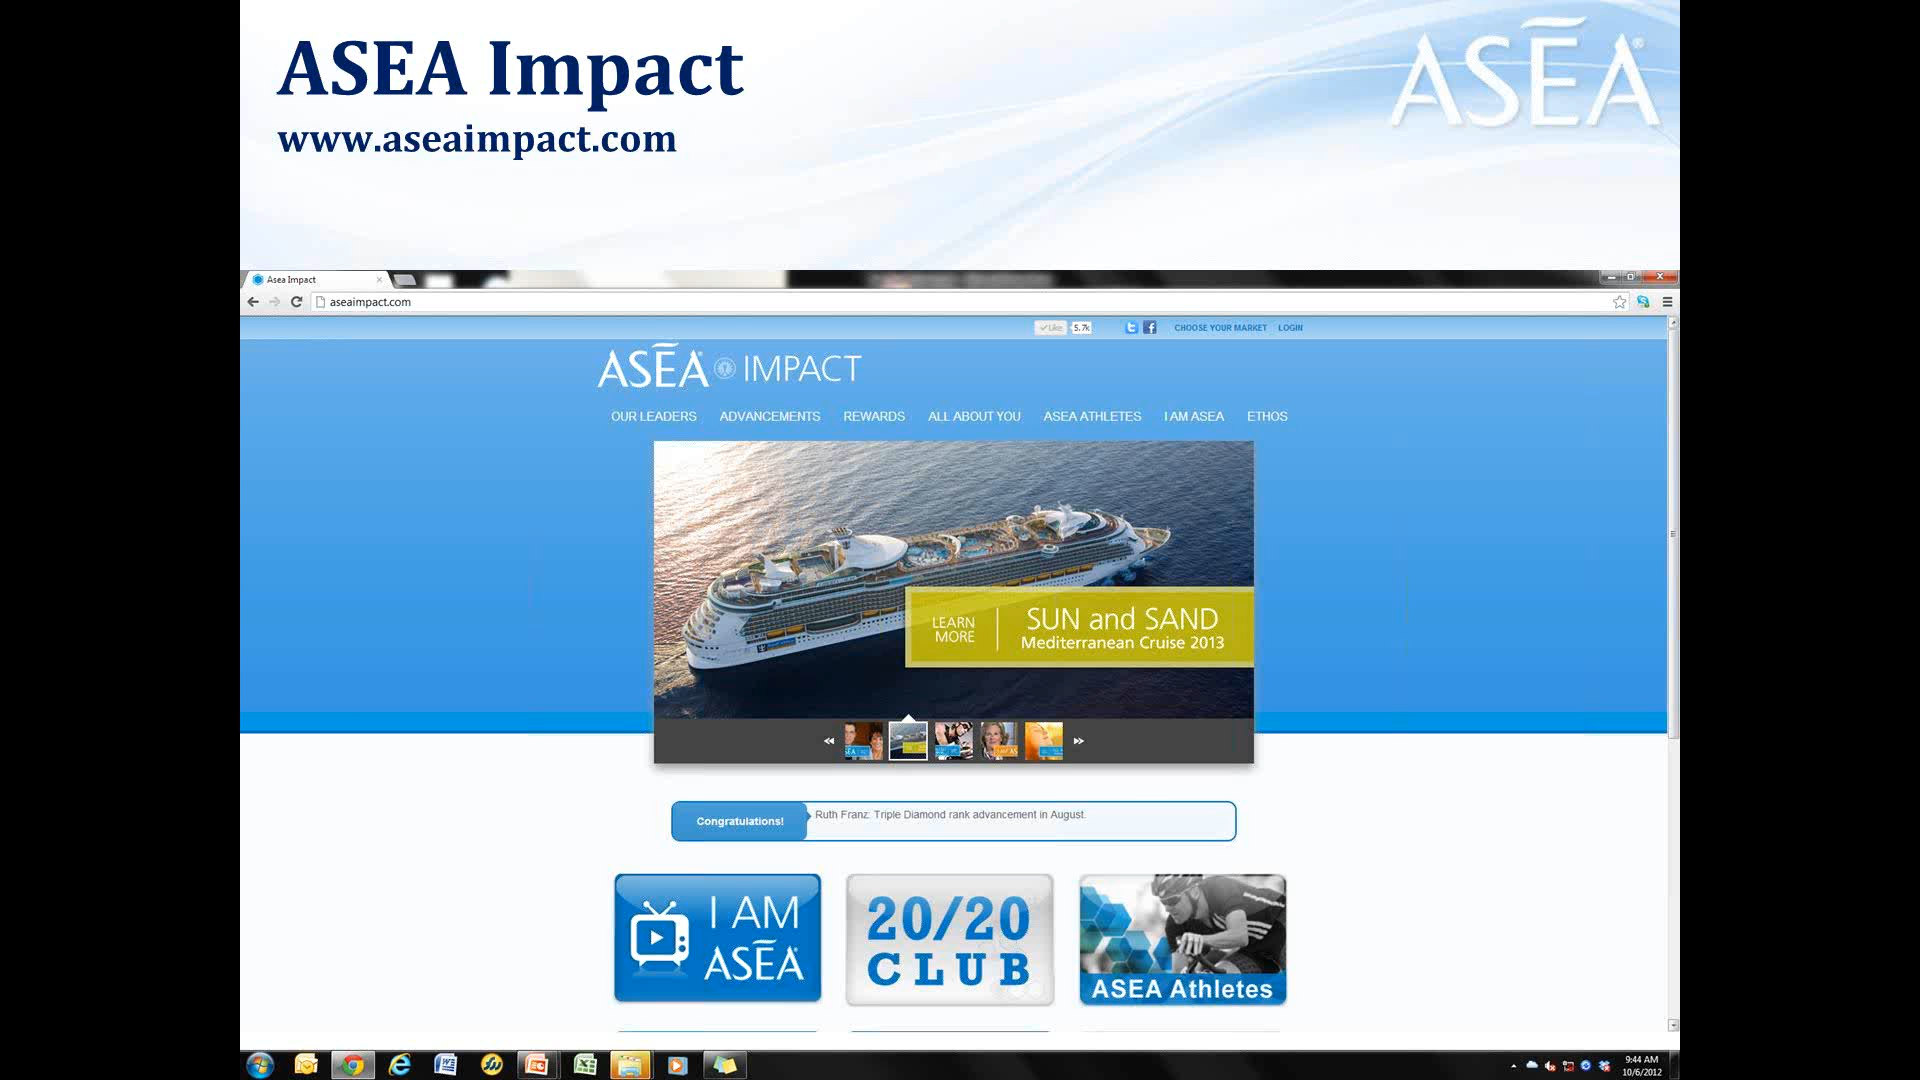 ASEA Impact
www.aseaimpact.com
ASEA®
Asea Impact
aseaimpact.com
Like 5.7k CHOOSE YOUR MARKET LOGIN
ASEA IMPACT
OUR LEADERS ADVANCEMENTS REWARDS ALL ABOUT YOU ASEA ATHLETES I AM ASEA ETHOS
LEARN MORE
SUN and SAND
Mediterranean Cruise 2013
Congratulations! Ruth Franz: Triple Diamond rank advancement in August.
I AM
ASEA
20/20
CLUB
ASEA Athletes
9:44 AM
10/6/2012